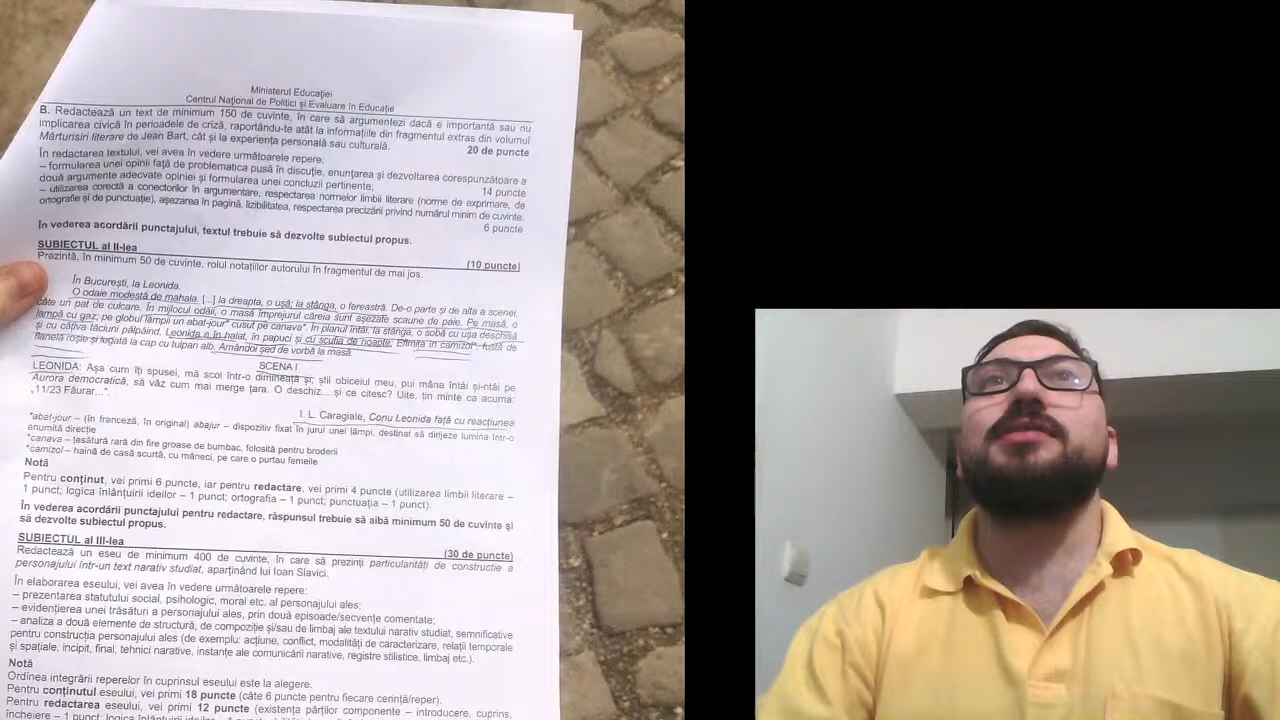 Ministerul Educației
Centrul Național de Politici și Evaluare în Educație
B. Redactează un text de minimum 150 de cuvinte, în care să argumentezi dacă e importantă sau nu
implicarea civică în perioadele de criză, raportându-te atât la informațiile din fragmentul extras din volumul
Mărturisiri literare de Jean Bart, cât și la experiența personală sau culturală.
20 de puncte
În redactarea textului, vei avea în vedere următoarele repere:
– formularea unei opinii față de problematica pusă în discuție, enunțarea și dezvoltarea corespunzătoare a
două argumente adecvate opiniei și formularea unei concluzii pertinente;
14 puncte
– utilizarea corectă a conectorilor în argumentare, respectarea normelor limbii literare (norme de exprimare, de
ortografie și de punctuație), așezarea în pagină, lizibilitatea, respectarea precizării privind numărul minim de cuvinte.
6 puncte
În vederea acordării punctajului, textul trebuie să dezvolte subiectul propus.
SUBIECTUL al II-lea (10 puncte)
Prezintă, în minimum 50 de cuvinte, rolul notațiilor autorului în fragmentul de mai jos.
În București, la Leonida.
O odaie modestă de mahala. [...] la dreapta, o ușă; la stânga, o fereastră. De-o parte și de alta a scenei,
câte un pat de culcare. În mijlocul odăii, o masă împrejurul căreia sunt așezate scaune de paie. Pe masă, o
lampă cu gaz; pe globul lămpii un abat-jour* cusut pe canava*. În planul întâi, la stânga, o sobă cu ușa deschisă
și cu câțiva tăciuni pâlpâind. Leonida e în halat, în papuci și cu scufia de noapte; Efimița în camizol*, fustă de
flanelă roșie și legată la cap cu tulpan alb. Amândoi șed de vorbă la masă.
SCENA I
LEONIDA: Așa cum îți spusei, mă scol într-o dimineață și, știi obiceiul meu, pui mâna întâi și-ntâi pe
Aurora democratică, să văz cum mai merge țara. O deschiz... și ce citesc? Uite, țin minte ca acuma:
„11/23 Făurar...”.
I. L. Caragiale, Conu Leonida față cu reacțiunea
*abat-jour – (în franceză, în original) abajur – dispozitiv fixat în jurul unei lămpi, destinat să dirijeze lumina într-o
anumită direcție
*canava – țesătură rară din fire groase de bumbac, folosită pentru broderii
*camizol – haină de casă scurtă, cu mâneci, pe care o purtau femeile
Notă
Pentru conținut, vei primi 6 puncte, iar pentru redactare, vei primi 4 puncte (utilizarea limbii literare –
1 punct; logica înlănțuirii ideilor – 1 punct; ortografia – 1 punct; punctuația – 1 punct).
În vederea acordării punctajului pentru redactare, răspunsul trebuie să aibă minimum 50 de cuvinte și
să dezvolte subiectul propus.
SUBIECTUL al III-lea (30 de puncte)
Redactează un eseu de minimum 400 de cuvinte, în care să prezinți particularități de construcție a
personajului într-un text narativ studiat, aparținând lui Ioan Slavici.
În elaborarea eseului, vei avea în vedere următoarele repere:
– prezentarea statutului social, psihologic, moral etc. al personajului ales;
– evidențierea unei trăsături a personajului ales, prin două episoade/secvențe comentate;
– analiza a două elemente de structură, de compoziție și/sau de limbaj ale textului narativ studiat, semnificative
pentru construcția personajului ales (de exemplu: acțiune, conflict, modalități de caracterizare, relații temporale
și spațiale, incipit, final, tehnici narative, instanțe ale comunicării narative, registre stilistice, limbaj etc.).
Notă
Ordinea integrării reperelor în cuprinsul eseului este la alegere.
Pentru conținutul eseului, vei primi 18 puncte (câte 6 puncte pentru fiecare cerință/reper).
Pentru redactarea eseului, vei primi 12 puncte (existența părților componente – introducere, cuprins,
încheiere – 1 punct; logica înlănțuirii ideilor – 1 punct;